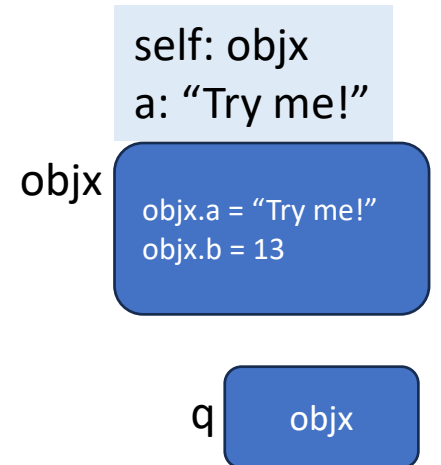 self: objx
a: “Try me!”
objx
objx.a = “Try me!”
objx.b = 13
q
objx